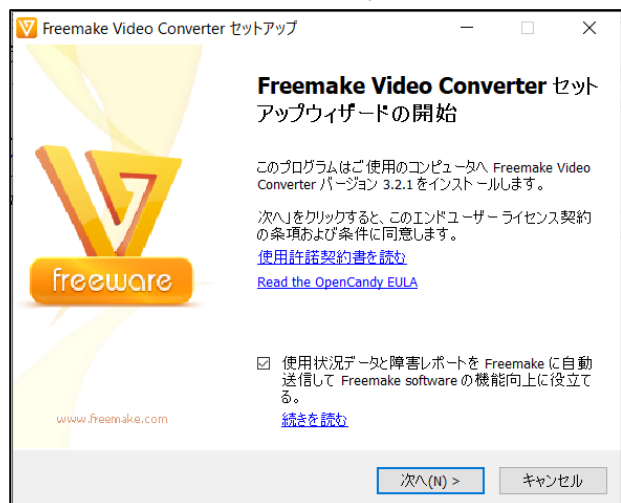 Freemake Video Converter セットアップ
Freemake Video Converter セット
アップウィザードの開始
このプログラムはご使用のコンピュータへ Freemake Video
Converter バージョン 3.2.1 をインストールします。
次へ」をクリックすると、このエンドユーザー ライセンス契約
の条項および条件に同意します。
使用許諾契約書を読む
Read the OpenCandy EULA
freeware
使用状況データと障害レポートを Freemake に自動
送信して Freemake software の機能向上に役立て
る。
続きを読む
www.freemake.com
次へ(N) >
キャンセル